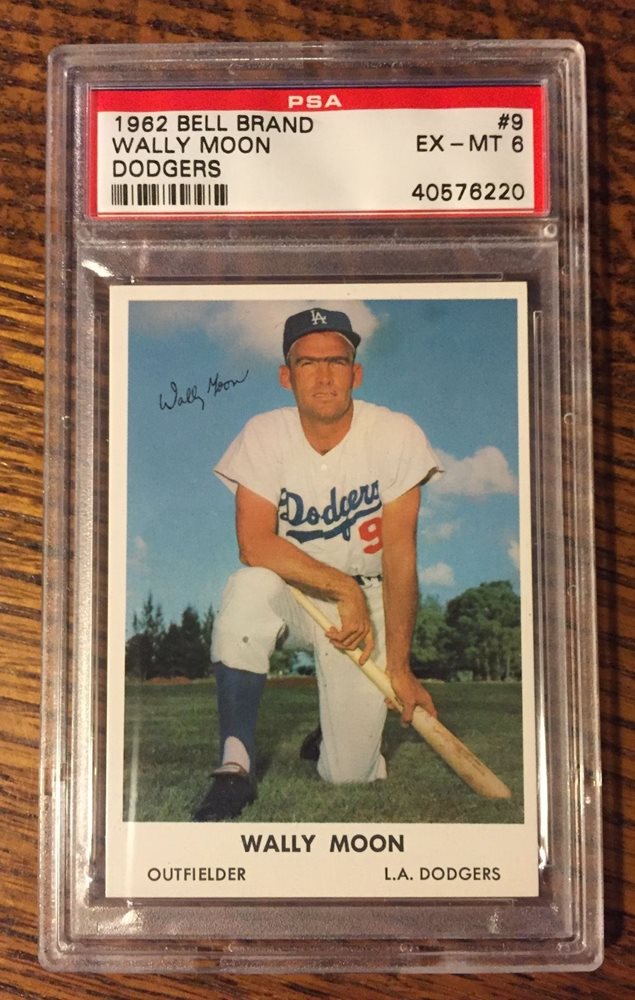 PSA
1962 BELL BRAND #9
WALLY MOON EX - MT 6
DODGERS
40576220
LA
Wally Moon
Dodgers
9
WALLY MOON
OUTFIELDER L.A. DODGERS